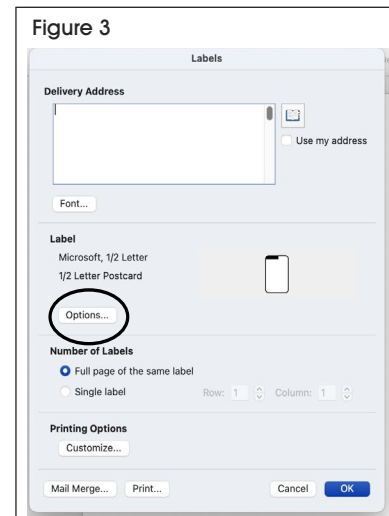 Figure 3
Labels
Delivery Address
Use my address
Font...
Label
Microsoft, 1/2 Letter
1/2 Letter Postcard
Options...
Number of Labels
Full page of the same label
Single label Row: 1 Column: 1
Printing Options
Customize...
Mail Merge... Print... Cancel OK